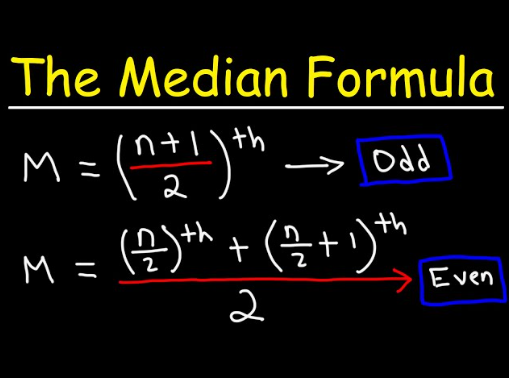 The Median Formula
M = ((n+1)/2)^th → Odd
M = ((n/2)^th + (n/2 + 1)^th)/2 → Even